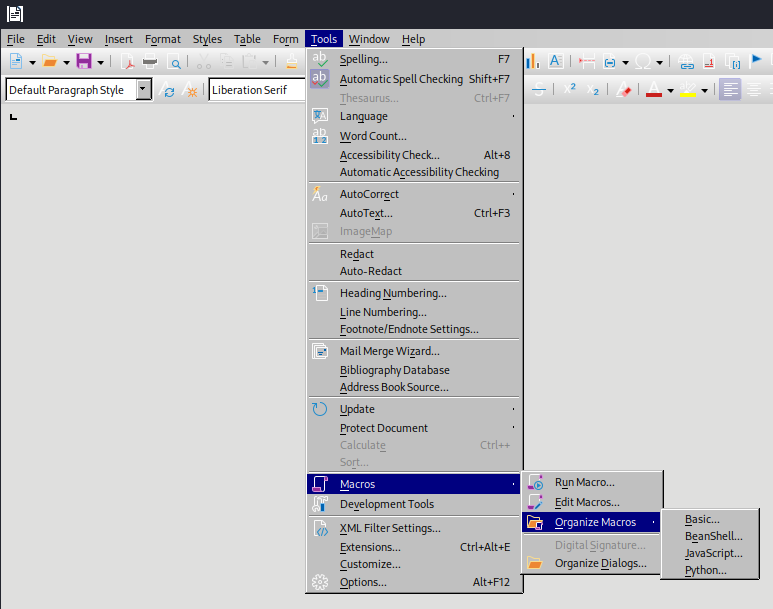 File Edit View Insert Format Styles Table Form Tools Window Help
Default Paragraph Style Liberation Serif
Spelling... F7
Automatic Spell Checking Shift+F7
Thesaurus... Ctrl+F7
Language
Word Count...
Accessibility Check... Alt+8
Automatic Accessibility Checking
AutoCorrect
AutoText... Ctrl+F3
ImageMap
Redact
Auto-Redact
Heading Numbering...
Line Numbering...
Footnote/Endnote Settings...
Mail Merge Wizard...
Bibliography Database
Address Book Source...
Update
Protect Document
Calculate Ctrl++
Sort...
Macros
Development Tools
XML Filter Settings...
Extensions... Ctrl+Alt+E
Customize...
Options... Alt+F12
Run Macro...
Edit Macros...
Organize Macros
Digital Signature...
Organize Dialogs...
Basic...
BeanShell...
JavaScript...
Python...